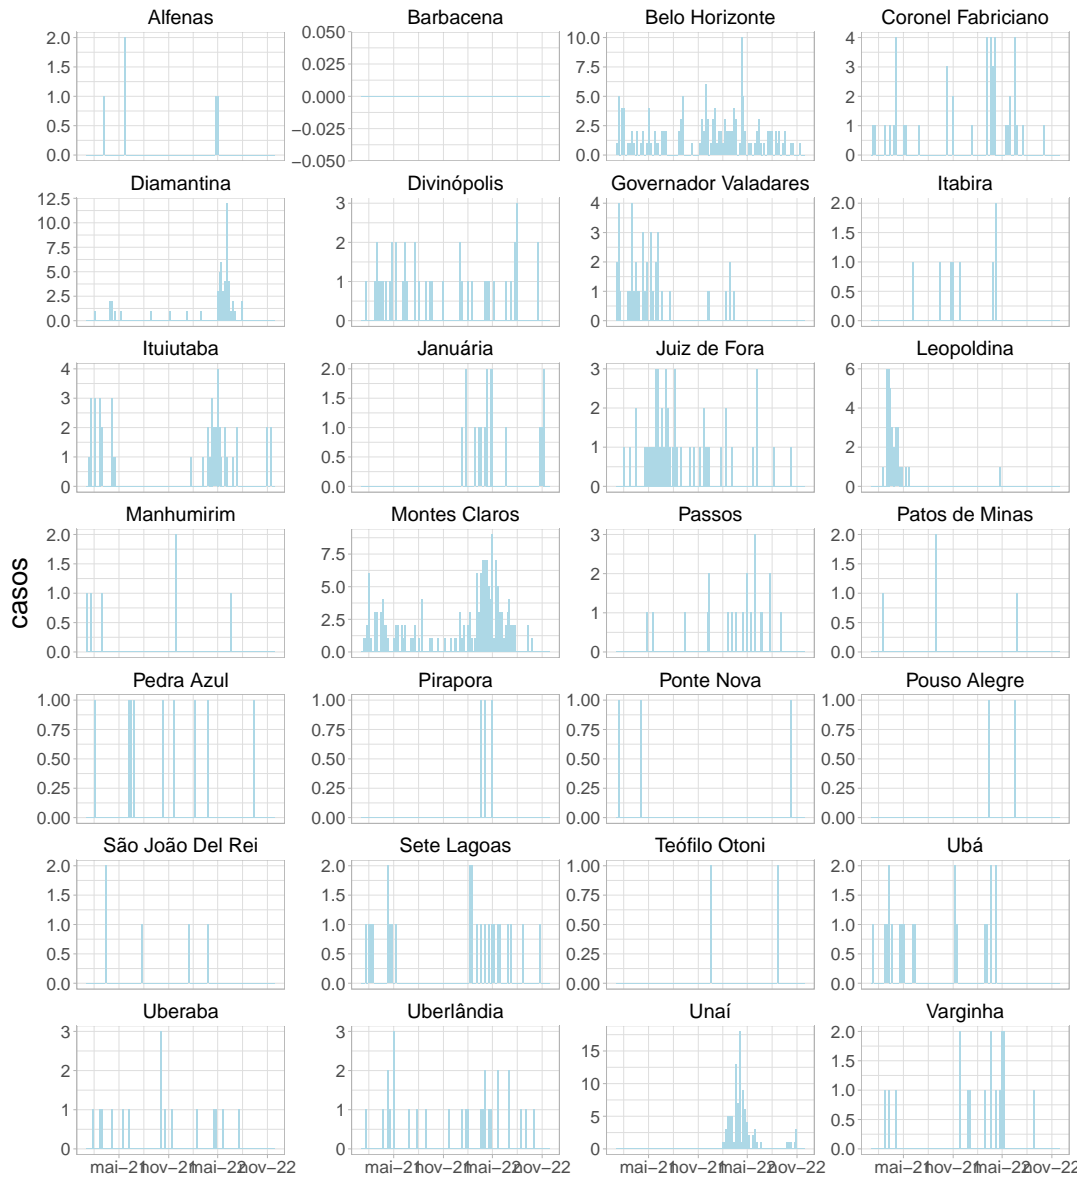 Alfenas Barbacena Belo Horizonte Coronel Fabriciano
2.0 1.5 1.0 0.5 0.0
0.050 0.025 0.000 −0.025 −0.050
10.0 7.5 5.0 2.5 0.0
4 3 2 1 0
Diamantina Divinópolis Governador Valadares Itabira
12.5 10.0 7.5 5.0 2.5 0.0
3 2 1 0
4 3 2 1 0
2.0 1.5 1.0 0.5 0.0
Ituiutaba Januária Juiz de Fora Leopoldina
4 3 2 1 0
2.0 1.5 1.0 0.5 0.0
3 2 1 0
6 4 2 0
casos
Manhumirim Montes Claros Passos Patos de Minas
2.0 1.5 1.0 0.5 0.0
7.5 5.0 2.5 0.0
3 2 1 0
2.0 1.5 1.0 0.5 0.0
Pedra Azul Pirapora Ponte Nova Pouso Alegre
1.00 0.75 0.50 0.25 0.00
1.00 0.75 0.50 0.25 0.00
1.00 0.75 0.50 0.25 0.00
1.00 0.75 0.50 0.25 0.00
São João Del Rei Sete Lagoas Teófilo Otoni Ubá
2.0 1.5 1.0 0.5 0.0
2.0 1.5 1.0 0.5 0.0
1.00 0.75 0.50 0.25 0.00
2.0 1.5 1.0 0.5 0.0
Uberaba Uberlândia Unaí Varginha
3 2 1 0
3 2 1 0
15 10 5 0
2.0 1.5 1.0 0.5 0.0
mai−21 nov−21 mai−22 nov−22 mai−21 nov−21 mai−22 nov−22 mai−21 nov−21 mai−22 nov−22 mai−21 nov−21 mai−22 nov−22